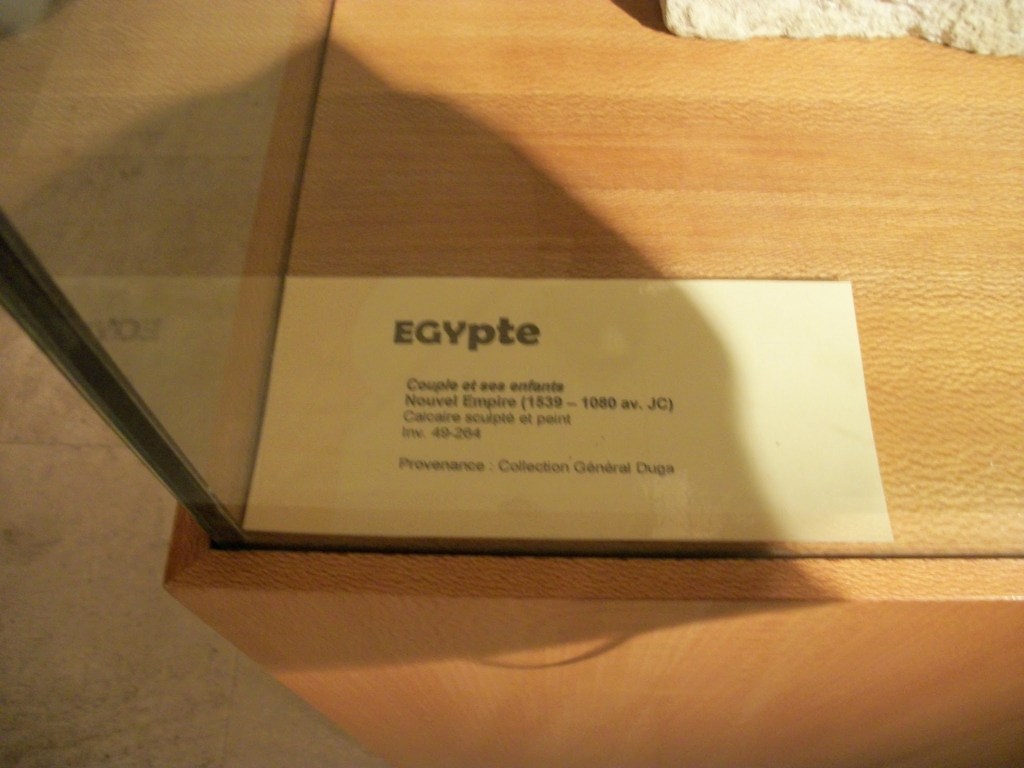 EGYpte
Couple et ses enfants
Nouvel Empire (1539 – 1080 av. JC)
Calcaire sculpté et peint
Inv. 49-264
Provenance : Collection Général Duga